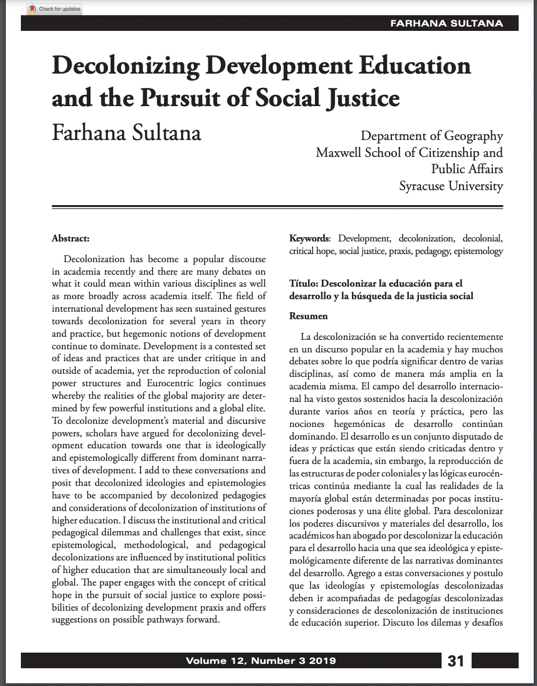 Check for updates
FARHANA SULTANA
Decolonizing Development Education
and the Pursuit of Social Justice
Farhana Sultana
Department of Geography
Maxwell School of Citizenship and
Public Affairs
Syracuse University
Abstract:
Decolonization has become a popular discourse
in academia recently and there are many debates on
what it could mean within various disciplines as well
as more broadly across academia itself. The field of
international development has seen sustained gestures
towards decolonization for several years in theory
and practice, but hegemonic notions of development
continue to dominate. Development is a contested set
of ideas and practices that are under critique in and
outside of academia, yet the reproduction of colonial
power structures and Eurocentric logics continues
whereby the realities of the global majority are deter-
mined by few powerful institutions and a global elite.
To decolonize development's material and discursive
powers, scholars have argued for decolonizing devel-
opment education towards one that is ideologically
and epistemologically different from dominant narra-
tives of development. I add to these conversations and
posit that decolonized ideologies and epistemologies
have to be accompanied by decolonized pedagogies
and considerations of decolonization of institutions of
higher education. I discuss the institutional and critical
pedagogical dilemmas and challenges that exist, since
epistemological, methodological, and pedagogical
decolonizations are influenced by institutional politics
of higher education that are simultaneously local and
global. The paper engages with the concept of critical
hope in the pursuit of social justice to explore possi-
bilities of decolonizing development praxis and offers
suggestions on possible pathways forward.
Keywords: Development, decolonization, decolonial,
critical hope, social justice, praxis, pedagogy, epistemology
Título: Descolonizar la educación para el
desarrollo y la búsqueda de la justicia social
Resumen
La descolonización se ha convertido recientemente
en un discurso popular en la academia y hay muchos
debates sobre lo que podría significar dentro de varias
disciplinas, así como de manera más amplia en la
academia misma. El campo del desarrollo internacio-
nal ha visto gestos sostenidos hacia la descolonización
durante varios años en teoría y práctica, pero las
nociones hegemónicas de desarrollo continúan
dominando. El desarrollo es un conjunto disputado de
ideas y prácticas que están siendo criticadas dentro y
fuera de la academia, sin embargo, la reproducción de
las estructuras de poder coloniales y las lógicas eurocén-
tricas continúa mediante la cual las realidades de la
mayoría global están determinadas por pocas institu-
ciones poderosas y una élite global. Para descolonizar
los poderes discursivos y materiales del desarrollo, los
académicos han abogado por descolonizar la educación
para el desarrollo hacia una que sea ideológica y episte-
mológicamente diferente de las narrativas dominantes
del desarrollo. Agrego a estas conversaciones y postulo
que las ideologías y epistemologías descolonizadas
deben ir acompañadas de pedagogías descolonizadas
y consideraciones de descolonización de instituciones
de educación superior. Discuto los dilemas y desafíos
Volume 12, Number 3 2019
31